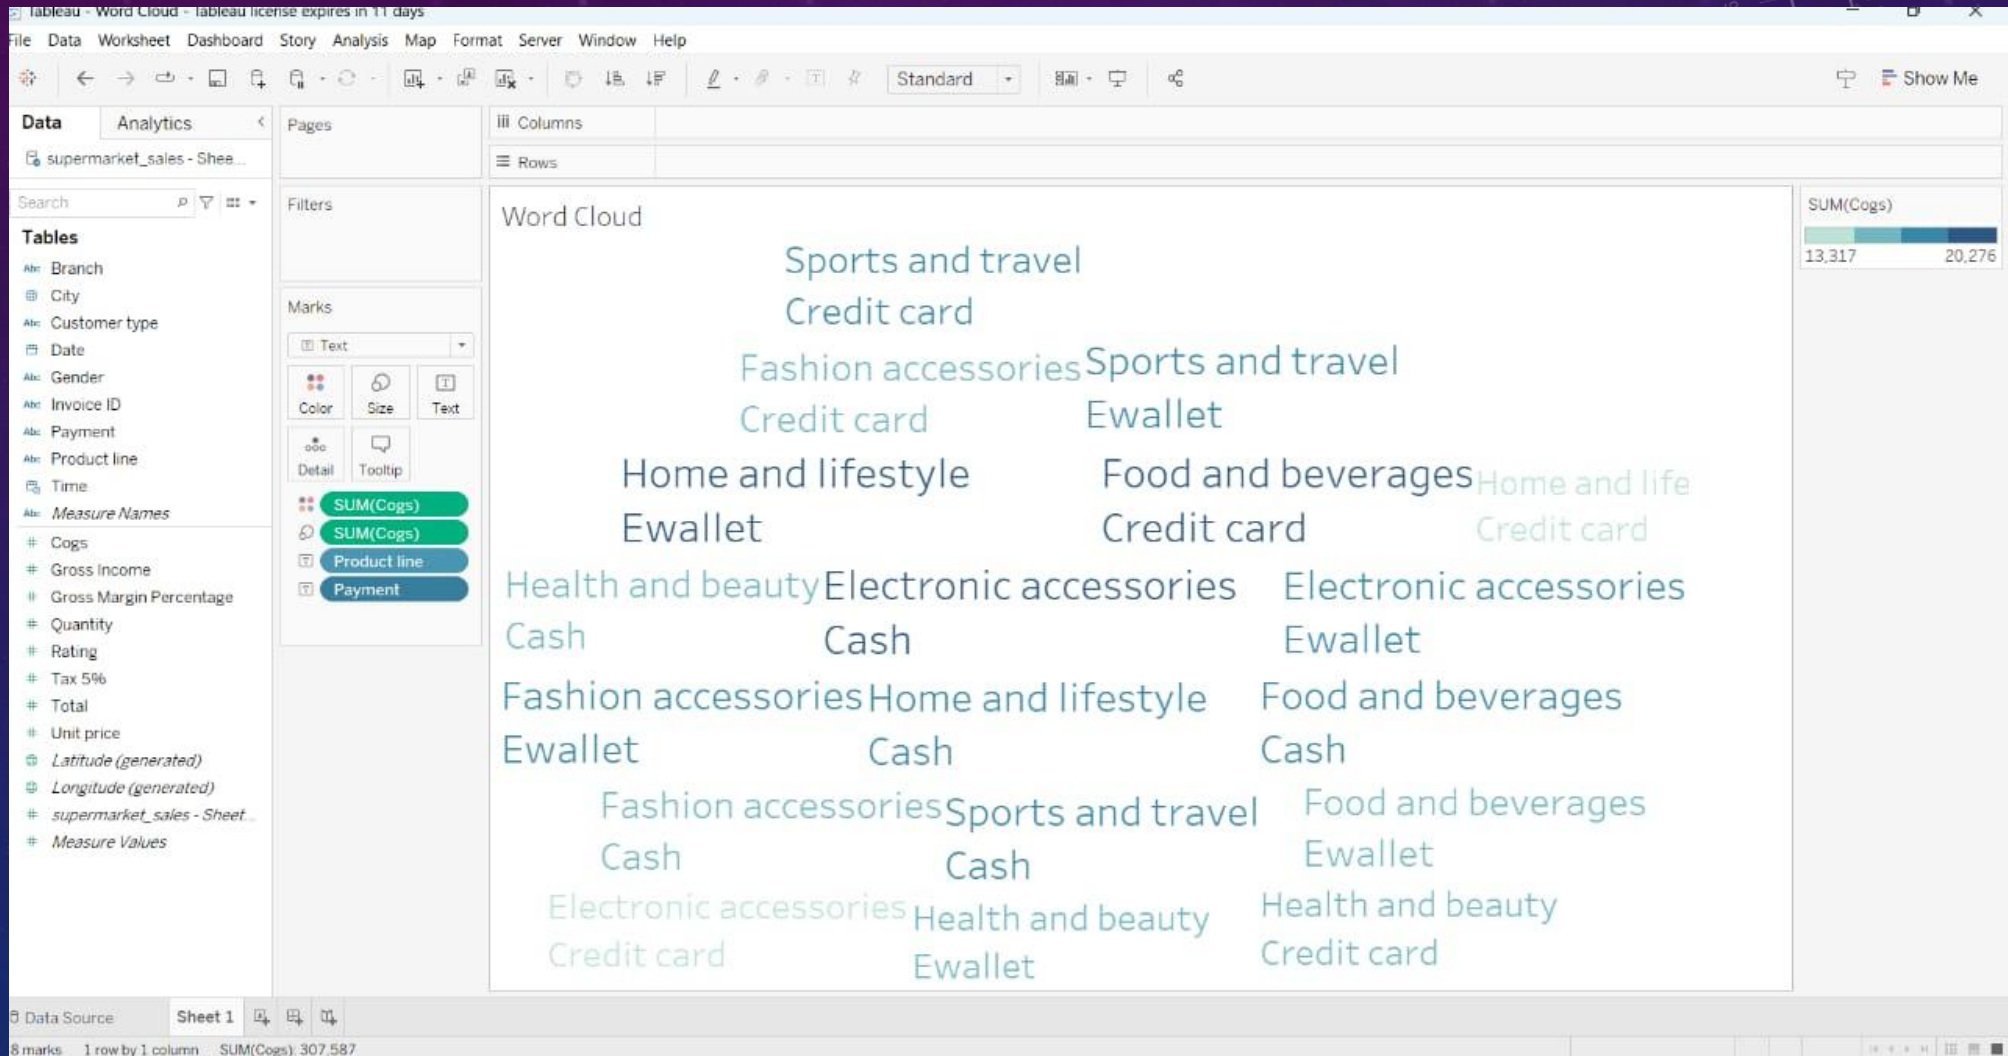 Tableau - Word Cloud - Tableau license expires in 11 days
File Data Worksheet Dashboard Story Analysis Map Format Server Window Help
Standard
Show Me
Data Analytics
supermarket_sales - Shee...
Search
Tables
Abc Branch
City
Abc Customer type
Date
Abc Gender
Abc Invoice ID
Abc Payment
Abc Product line
Time
Abc Measure Names
# Cogs
# Gross Income
# Gross Margin Percentage
# Quantity
# Rating
# Tax 5%
# Total
# Unit price
Latitude (generated)
Longitude (generated)
# supermarket_sales - Sheet...
# Measure Values
Pages
Filters
Marks
Text
Color Size Text
Detail Tooltip
SUM(Cogs)
SUM(Cogs)
Product line
Payment
iii Columns
Rows
Word Cloud
Sports and travel
Credit card
Fashion accessories
Credit card
Sports and travel
Ewallet
Home and lifestyle
Ewallet
Food and beverages
Credit card
Home and life
Credit card
Health and beauty
Cash
Electronic accessories
Cash
Electronic accessories
Ewallet
Fashion accessories
Ewallet
Home and lifestyle
Cash
Food and beverages
Cash
Fashion accessories
Cash
Sports and travel
Cash
Food and beverages
Ewallet
Electronic accessories
Credit card
Health and beauty
Ewallet
Health and beauty
Credit card
SUM(Cogs)
13,317 20,276
Data Source Sheet 1
8 marks 1 row by 1 column SUM(Cogs): 307,587